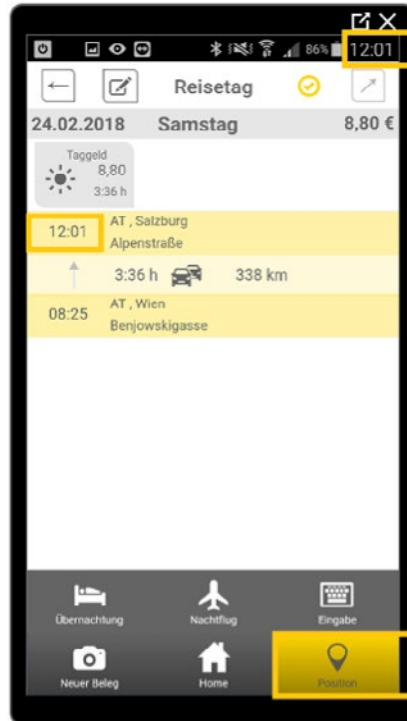 86% 12:01
Reisetag
24.02.2018 Samstag 8,80 €
Taggeld
8,80
3:36 h
12:01 AT , Salzburg
Alpenstraße
3:36 h 338 km
08:25 AT , Wien
Benjowskigasse
Übernachtung Nachtflug Eingabe
Neuer Beleg Home Position